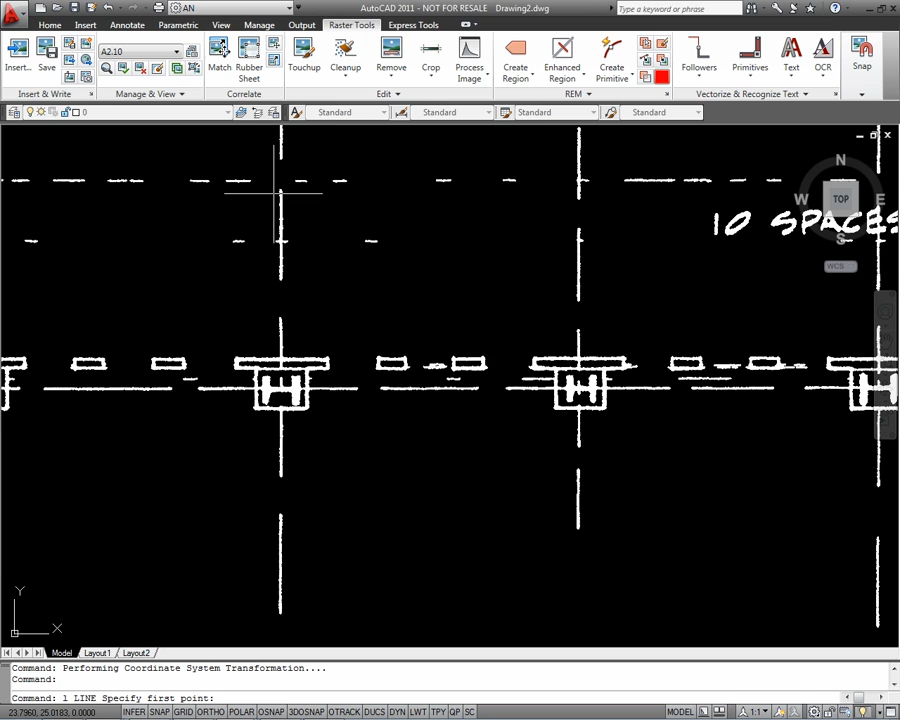 AutoCAD 2011 - NOT FOR RESALE Drawing2.dwg
AN
Type a keyword or phrase
Home Insert Annotate Parametric View Manage Output Raster Tools Express Tools
A2.10
Insert... Save Match Rubber Sheet Touchup Cleanup Remove Crop Process Image Create Region Enhanced Region Create Primitive Followers Primitives Text OCR Snap
Insert & Write Manage & View Correlate Edit REM Vectorize & Recognize Text
0 Standard Standard Standard Standard
N
W TOP E
S
WCS
10 SPACES
Y
X
Model Layout1 Layout2
Command: Performing Coordinate System Transformation....
Command:
Command: l LINE Specify first point:
23.7960, 25.0183, 0.0000 INFER SNAP GRID ORTHO POLAR OSNAP 3DOSNAP OTRACK DUCS DYN LWT TPY QP SC MODEL 1:1